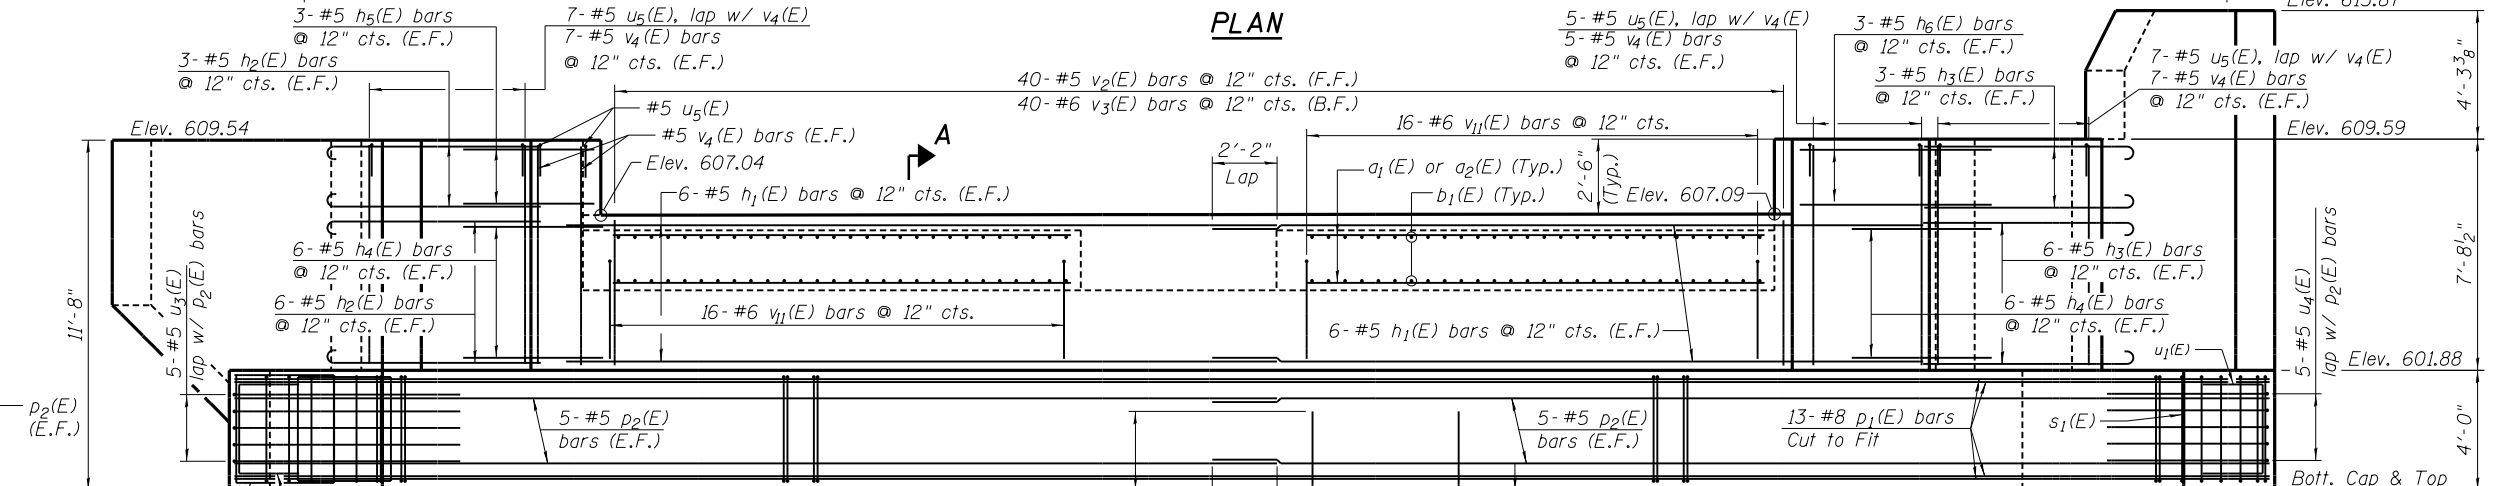 PLAN
Elev. 613.87
3-#5 h5(E) bars
@ 12" cts. (E.F.)
7-#5 u5(E), lap w/ v4(E)
7-#5 v4(E) bars
@ 12" cts. (E.F.)
3-#5 h2(E) bars
@ 12" cts. (E.F.)
40-#5 v2(E) bars @ 12" cts. (F.F.)
40-#6 v3(E) bars @ 12" cts. (B.F.)
5-#5 u5(E), lap w/ v4(E)
5-#5 v4(E) bars
@ 12" cts. (E.F.)
3-#5 h6(E) bars
@ 12" cts. (E.F.)
3-#5 h3(E) bars
@ 12" cts. (E.F.)
7-#5 u5(E), lap w/ v4(E)
7-#5 v4(E) bars
@ 12" cts. (E.F.)
4'-3 3/8"
#5 u5(E)
#5 v4(E) bars (E.F.)
Elev. 609.54
Elev. 607.04
A
16-#6 v11(E) bars @ 12" cts.
Elev. 609.59
2'-2"
Lap
a1(E) or a2(E) (Typ.)
b1(E) (Typ.)
2'-6"
(Typ.)
Elev. 607.09
6-#5 h1(E) bars @ 12" cts. (E.F.)
6-#5 h4(E) bars
@ 12" cts. (E.F.)
6-#5 h2(E) bars
@ 12" cts. (E.F.)
16-#6 v11(E) bars @ 12" cts.
6-#5 h1(E) bars @ 12" cts. (E.F.)
6-#5 h3(E) bars
@ 12" cts. (E.F.)
6-#5 h4(E) bars
@ 12" cts. (E.F.)
11'-8"
5-#5 u3(E)
lap w/ p2(E) bars
5-#5 u4(E)
lap w/ p2(E) bars
7'-8 1/2"
u1(E)
Elev. 601.88
p2(E)
(E.F.)
5-#5 p2(E)
bars (E.F.)
5-#5 p2(E)
bars (E.F.)
13-#8 p1(E) bars
Cut to Fit
s1(E)
4'-0"
Bott. Cap & Top